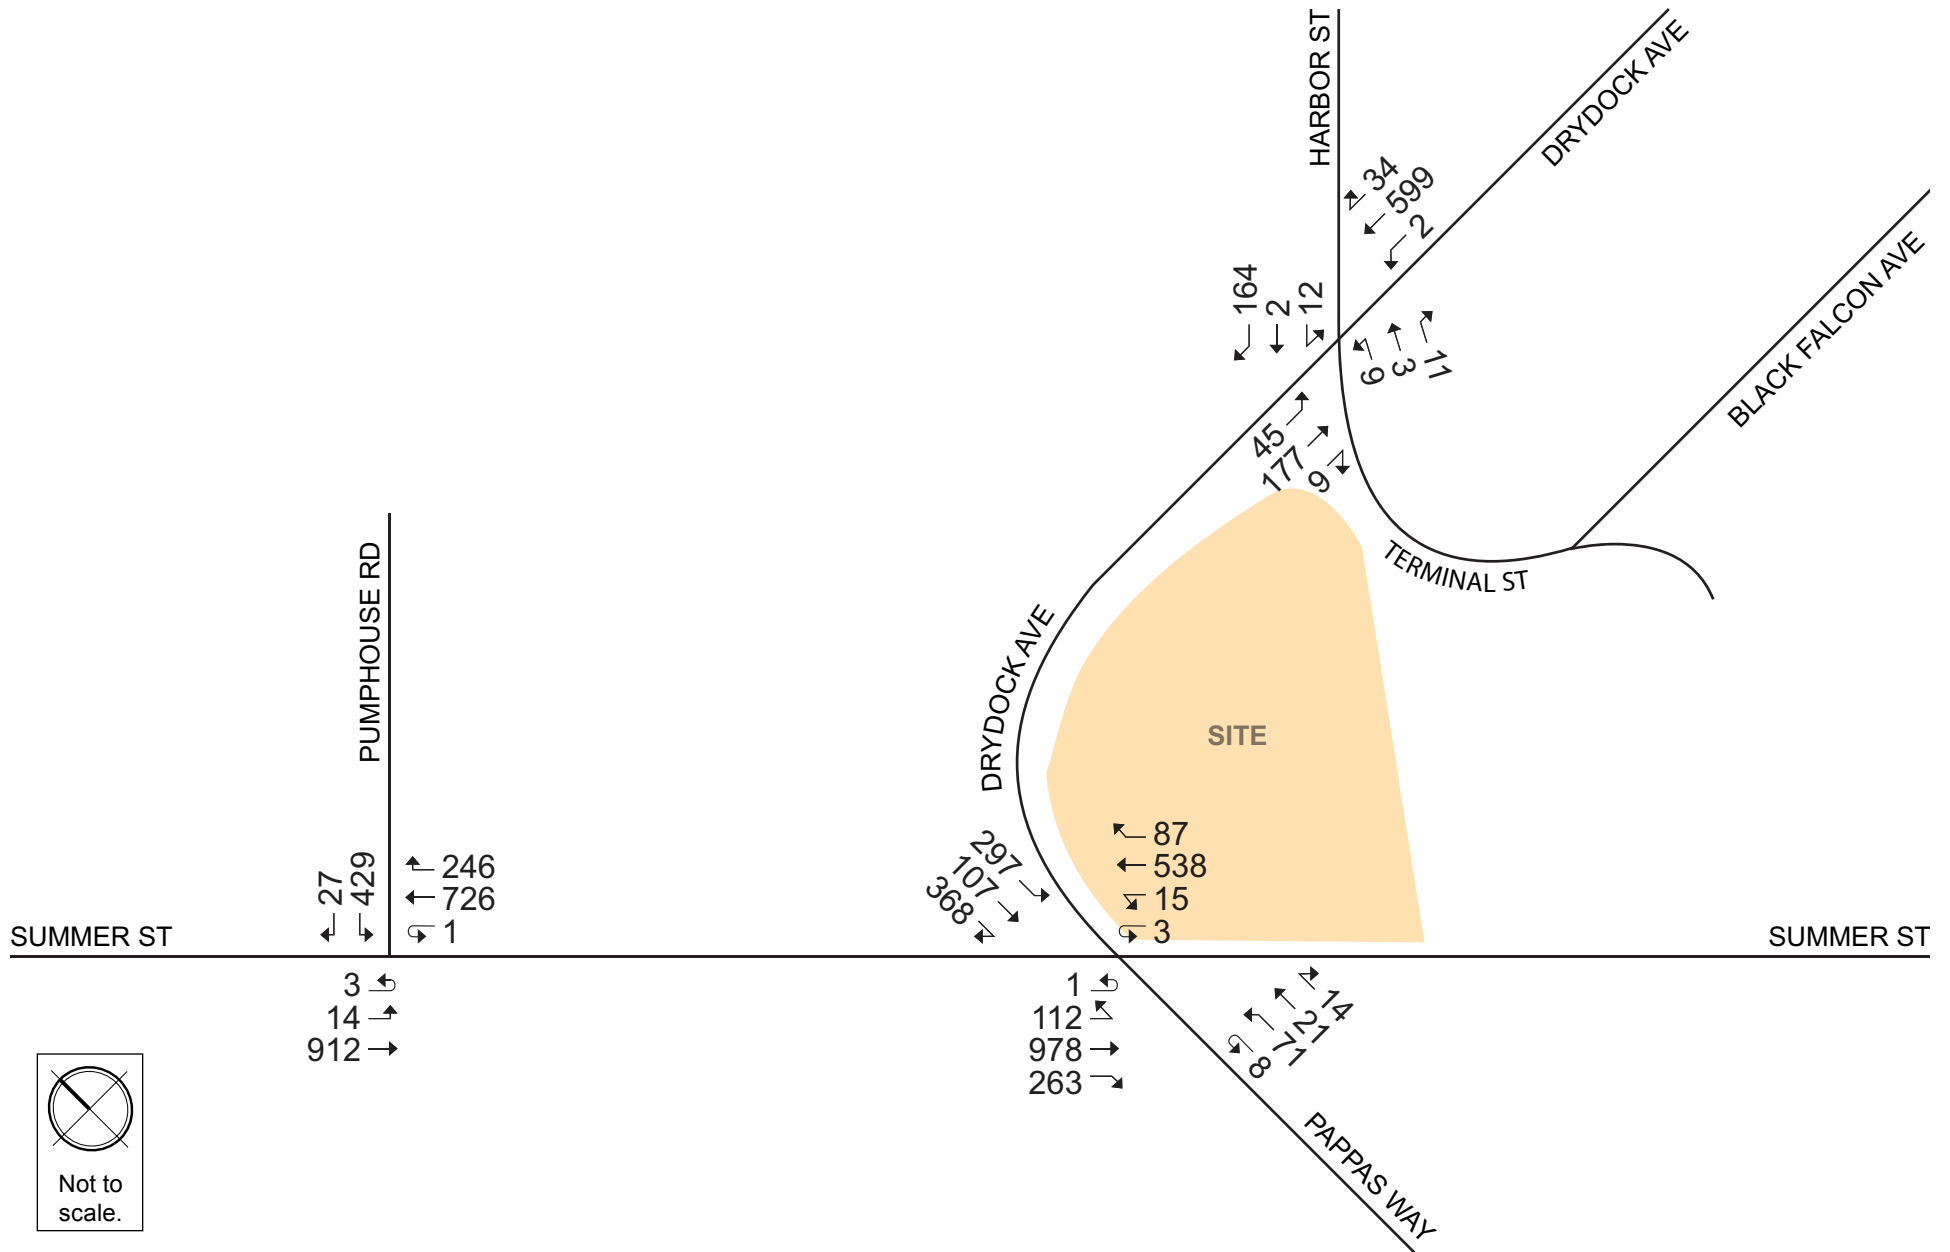 HARBOR ST
DRYDOCK AVE
34
599
2
164
2
12
9
3
11
BLACK FALCON AVE
45
177
9
TERMINAL ST
PUMPHOUSE RD
DRYDOCK AVE
SITE
27
429
246
726
1
297
107
368
87
538
15
3
SUMMER ST
SUMMER ST
3
14
912
1
112
978
263
14
21
71
8
PAPPAS WAY
Not to
scale.